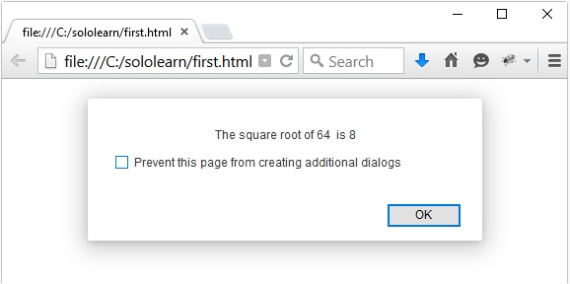 file:///C:/sololearn/first.html
file:///C:/sololearn/first.html
Search
The square root of 64  is 8
Prevent this page from creating additional dialogs
OK